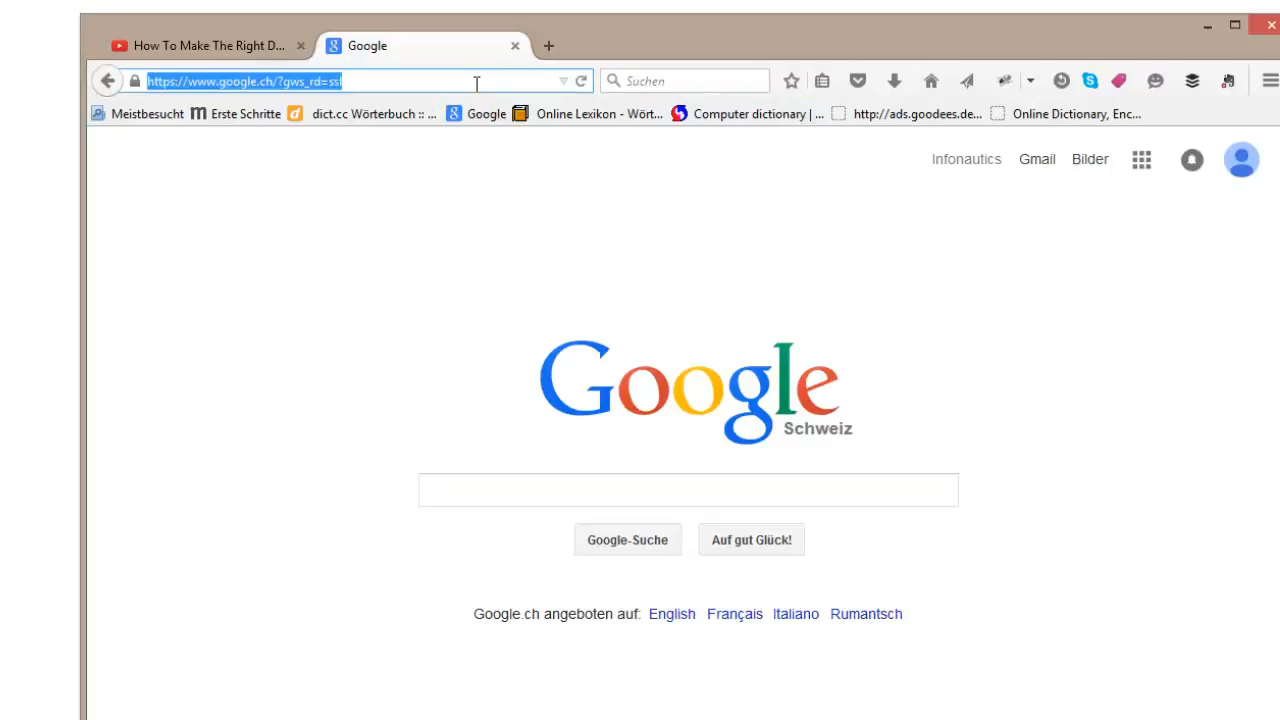 How To Make The Right D...
Google
https://www.google.ch/?gws_rd=ssl
Suchen
Meistbesucht Erste Schritte dict.cc Wörterbuch :: ... Google Online Lexikon - Wört... Computer dictionary | ... http://ads.goodees.de... Online Dictionary, Enc...
Infonautics Gmail Bilder
Google
Schweiz
Google-Suche Auf gut Glück!
Google.ch angeboten auf: English Français Italiano Rumantsch